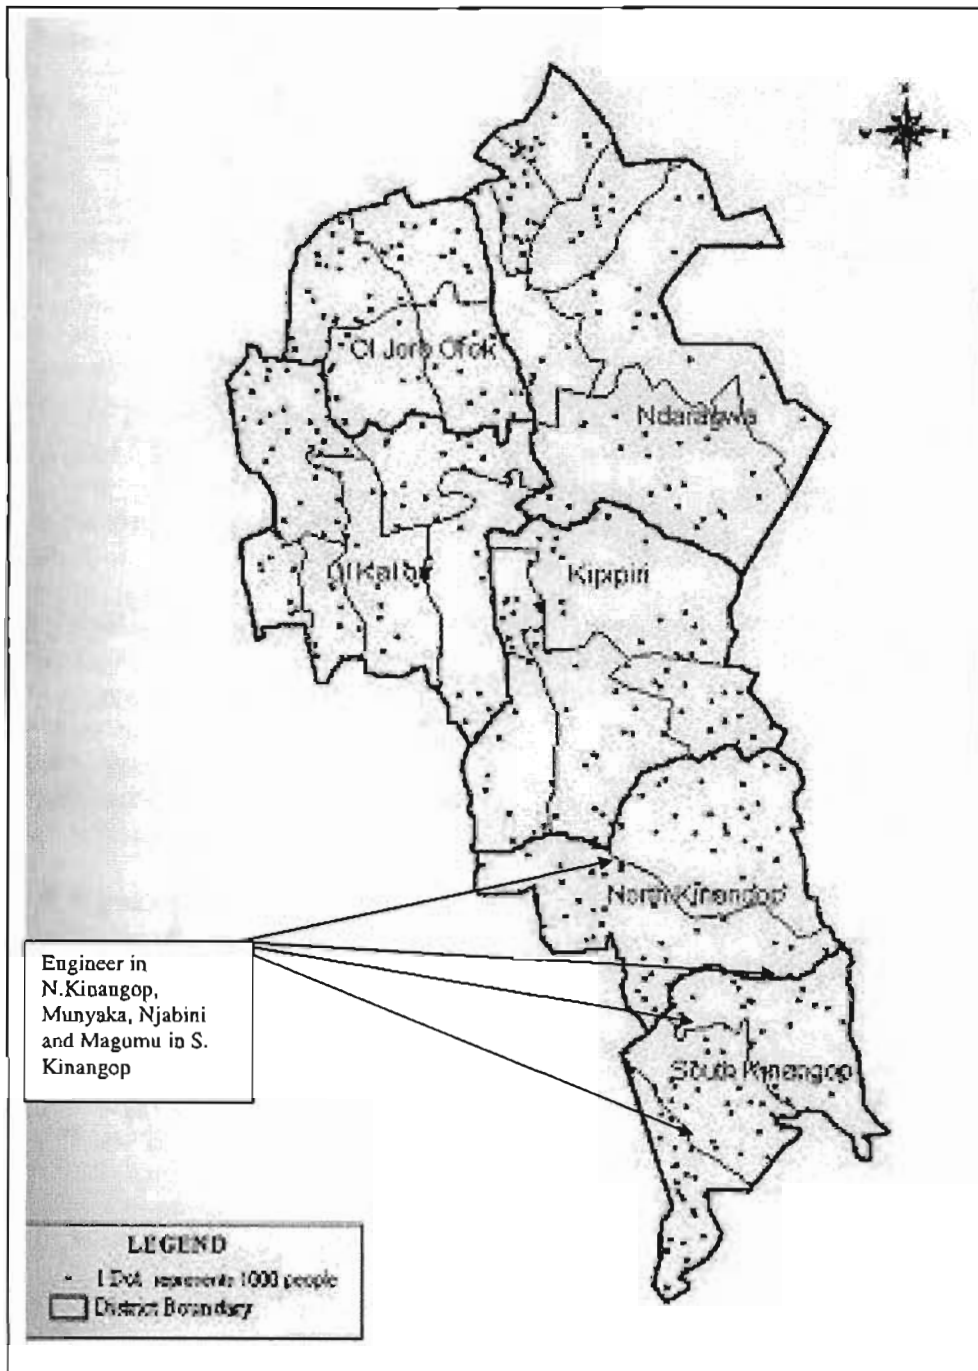 Ol Joro Orok
Ndaragwa
Ol Kalou
Kipipiri
North Kinangop
Engineer in
N.Kinangop,
Munyaka, Njabini
and Magumu in S.
Kinangop
South Kinangop
LEGEND
1 Dot represents 1000 people
District Boundary